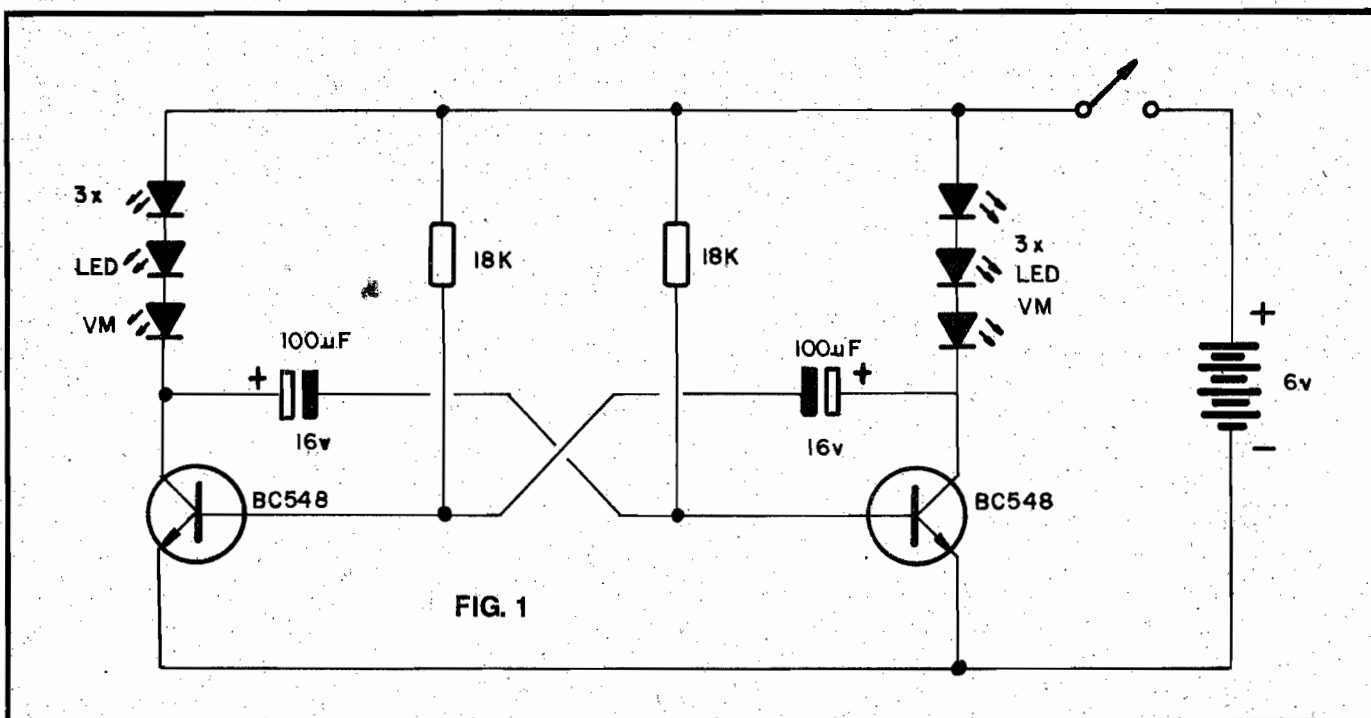 3x
LED
VM
18K
18K
3x
LED
VM
100µF
+
16v
100µF
+
16v
+
6v
−
BC548
BC548
FIG. 1